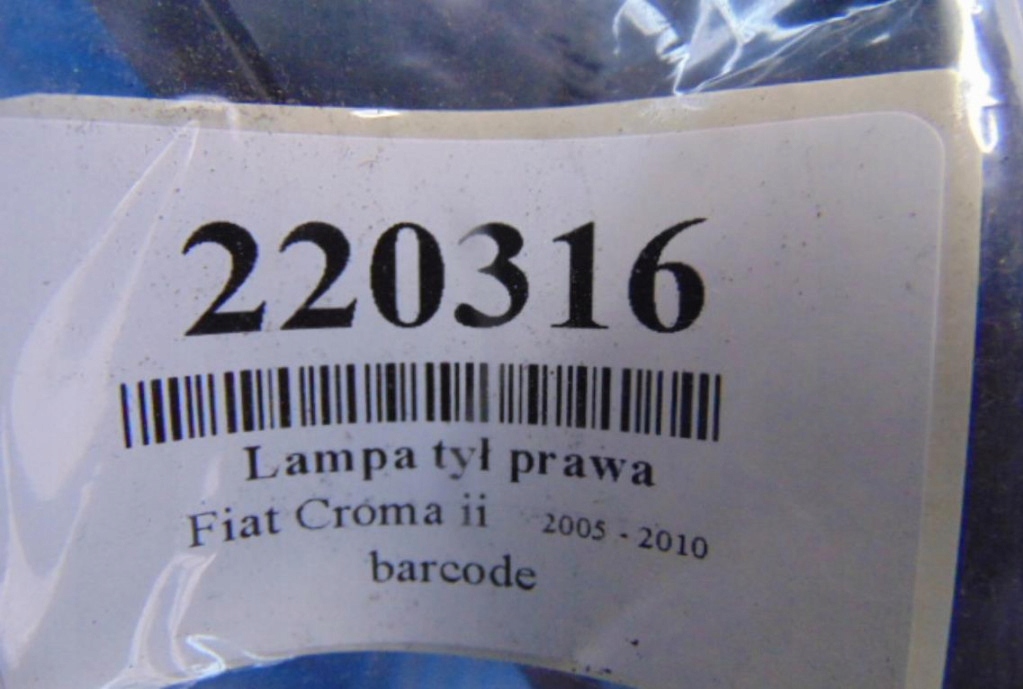 220316
Lampa tył prawa
Fiat Croma ii 2005 - 2010
barcode